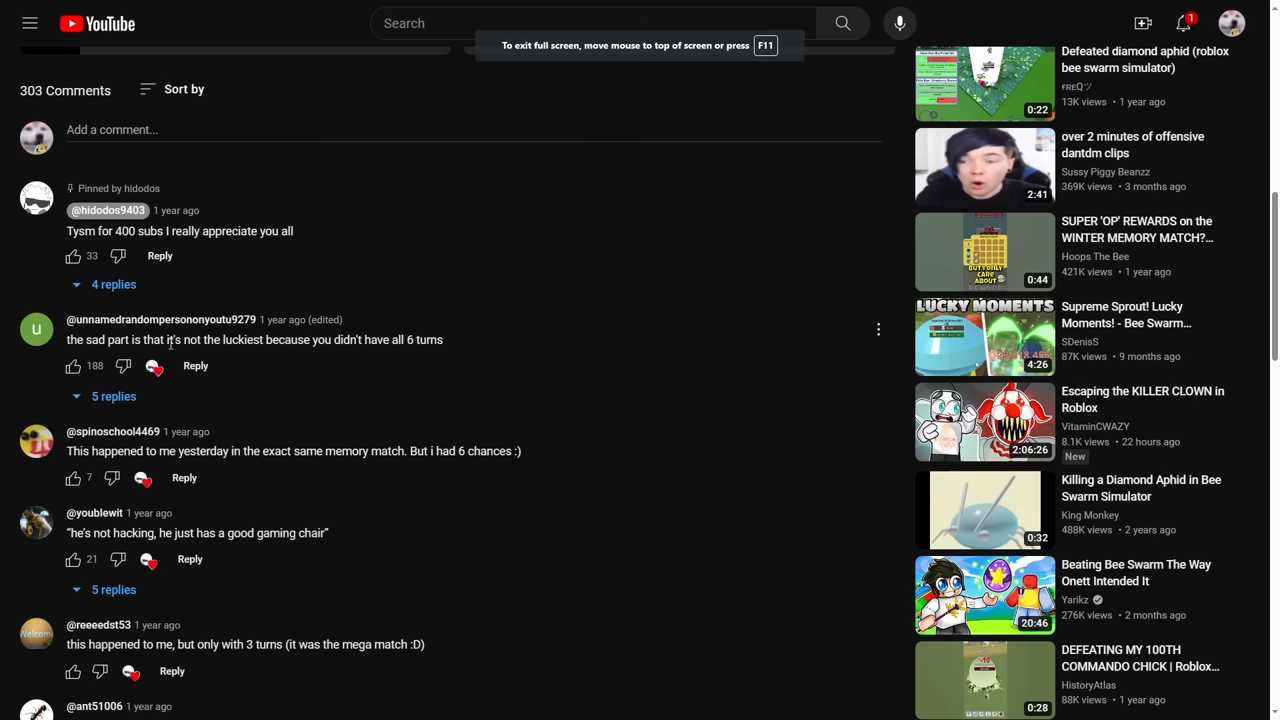 YouTube
Search
To exit full screen, move mouse to top of screen or press F11
1
303 Comments
Sort by
Add a comment...
Pinned by hidodos
@hidodos9403 1 year ago
Tysm for 400 subs I really appreciate you all
33 Reply
4 replies
u
@unnamedrandompersononyoutu9279 1 year ago (edited)
the sad part is that it's not the luckiest because you didn't have all 6 turns
188 Reply
5 replies
@spinoschool4469 1 year ago
This happened to me yesterday in the exact same memory match. But i had 6 chances :)
7 Reply
@youblewit 1 year ago
“he's not hacking, he just has a good gaming chair”
21 Reply
5 replies
Welcome
@reeeedst53 1 year ago
this happened to me, but only with 3 turns (it was the mega match :D)
Reply
@ant51006 1 year ago
Defeated diamond aphid (roblox
bee swarm simulator)
ꜰʀᴇQツ
13K views • 1 year ago
0:22
over 2 minutes of offensive
dantdm clips
Sussy Piggy Beanzz
369K views • 3 months ago
2:41
SUPER 'OP' REWARDS on the
WINTER MEMORY MATCH?...
Hoops The Bee
421K views • 1 year ago
BUT I ONLY
CARE
ABOUT
0:44
LUCKY MOMENTS
Supreme Sprout! Lucky
Moments! - Bee Swarm...
SDenisS
87K views • 9 months ago
4:26
Escaping the KILLER CLOWN in
Roblox
VitaminCWAZY
8.1K views • 22 hours ago
New
2:06:26
Killing a Diamond Aphid in Bee
Swarm Simulator
King Monkey
488K views • 2 years ago
0:32
Beating Bee Swarm The Way
Onett Intended It
Yarikz
276K views • 2 months ago
20:46
DEFEATING MY 100TH
COMMANDO CHICK | Roblox...
HistoryAtlas
88K views • 1 year ago
0:28